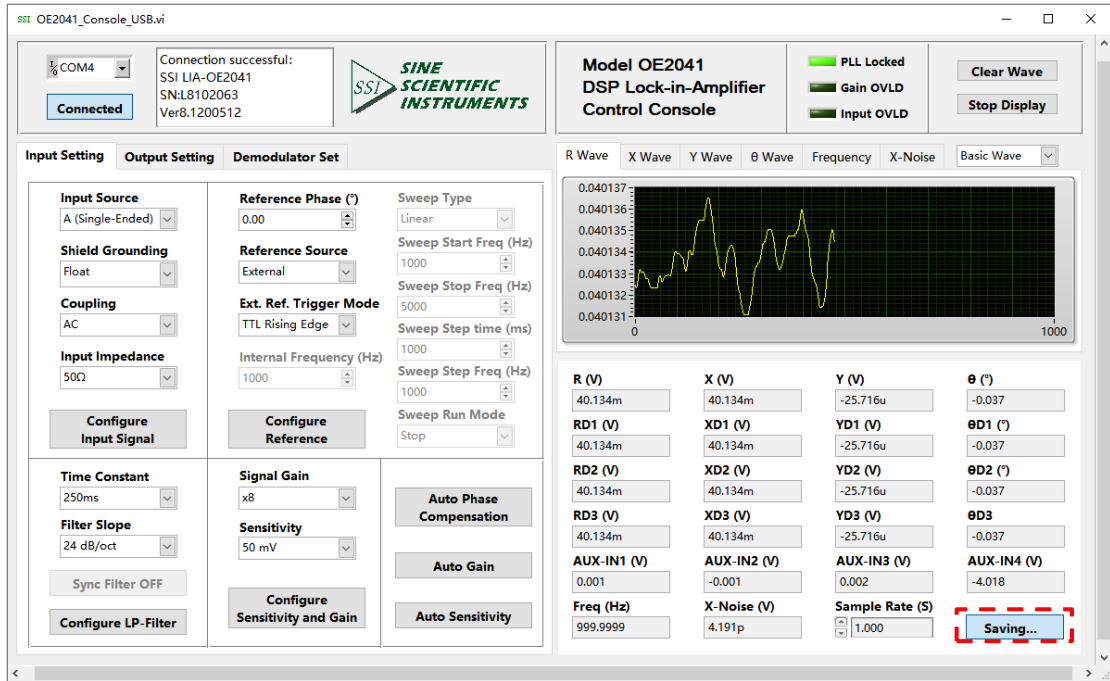 SSI OE2041_Console_USB.vi
COM4
Connected
Connection successful:
SSI LIA-OE2041
SN:L8102063
Ver8.1200512
SSI
SINE
SCIENTIFIC
INSTRUMENTS
Model OE2041
DSP Lock-in-Amplifier
Control Console
PLL Locked
Gain OVLD
Input OVLD
Clear Wave
Stop Display
Input Setting Output Setting Demodulator Set
Input Source
A (Single-Ended)
Shield Grounding
Float
Coupling
AC
Input Impedance
50Ω
Configure
Input Signal
Reference Phase (°)
0.00
Reference Source
External
Ext. Ref. Trigger Mode
TTL Rising Edge
Internal Frequency (Hz)
1000
Configure
Reference
Sweep Type
Linear
Sweep Start Freq (Hz)
1000
Sweep Stop Freq (Hz)
5000
Sweep Step time (ms)
1000
Sweep Step Freq (Hz)
1000
Sweep Run Mode
Stop
Time Constant
250ms
Filter Slope
24 dB/oct
Sync Filter OFF
Configure LP-Filter
Signal Gain
x8
Sensitivity
50 mV
Configure
Sensitivity and Gain
Auto Phase
Compensation
Auto Gain
Auto Sensitivity
R Wave X Wave Y Wave θ Wave Frequency X-Noise Basic Wave
0.040137
0.040136
0.040135
0.040134
0.040133
0.040132
0.040131
0 1000
R (V) X (V) Y (V) θ (°)
40.134m 40.134m -25.716u -0.037
RD1 (V) XD1 (V) YD1 (V) θD1 (°)
40.134m 40.134m -25.716u -0.037
RD2 (V) XD2 (V) YD2 (V) θD2 (°)
40.134m 40.134m -25.716u -0.037
RD3 (V) XD3 (V) YD3 (V) θD3
40.134m 40.134m -25.716u -0.037
AUX-IN1 (V) AUX-IN2 (V) AUX-IN3 (V) AUX-IN4 (V)
0.001 -0.001 0.002 -4.018
Freq (Hz) X-Noise (V) Sample Rate (S)
999.9999 4.191p 1.000 Saving...